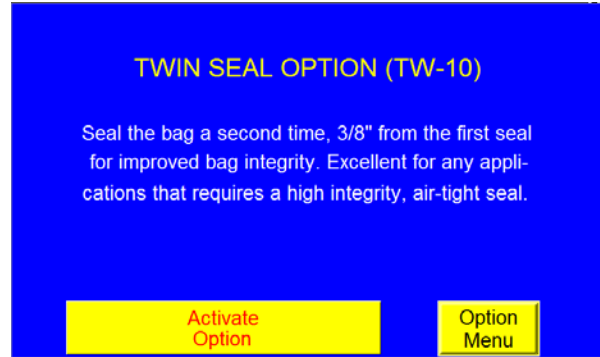 TWIN SEAL OPTION (TW-10)
Seal the bag a second time, 3/8" from the first seal
for improved bag integrity. Excellent for any appli-
cations that requires a high integrity, air-tight seal.
Activate
Option
Option
Menu